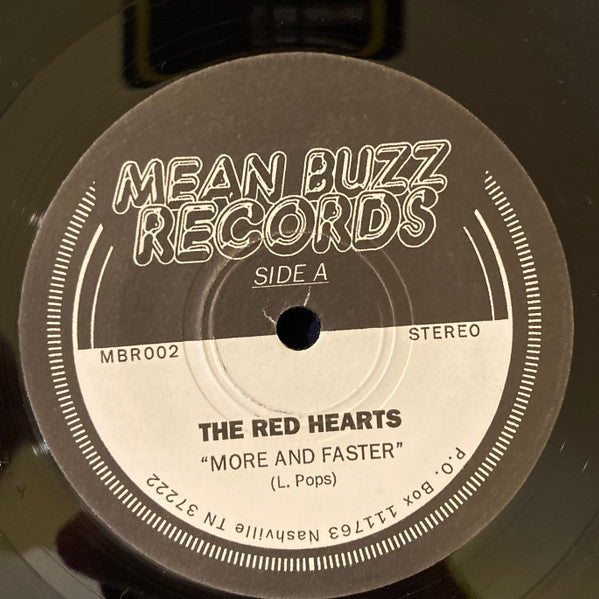 MEAN BUZZ
RECORDS
SIDE A
MBR002
STEREO
THE RED HEARTS
"MORE AND FASTER"
(L. Pops)
P.O. Box 111763 Nashville TN 37222